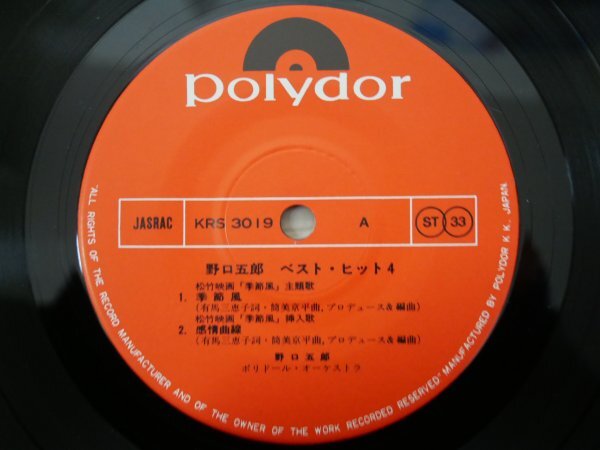 polydor
JASRAC KRS 3019 A ST 33
野口五郎 ベスト・ヒット4
松竹映画「季節風」主題歌
1. 季節風
(有馬三恵子詞・筒美京平曲,プロデュース&編曲)
松竹映画「季節風」挿入歌
2. 感情曲線
(有馬三恵子詞・筒美京平曲,プロデュース&編曲)
野口五郎
ポリドール・オーケストラ
"ALL RIGHTS OF THE RECORD MANUFACTURER AND OF THE OWNER OF THE WORK RECORDED RESERVED" MANUFACTURED BY POLYDOR K.K. JAPAN.